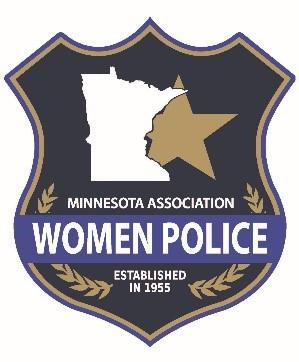 MINNESOTA ASSOCIATION
WOMEN POLICE
ESTABLISHED
IN 1955